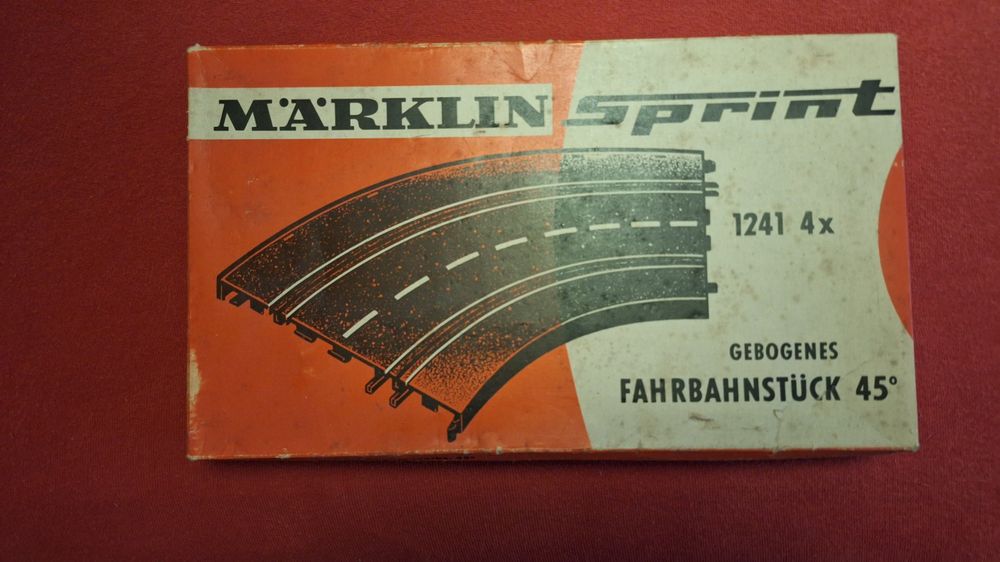 MÄRKLIN sprint
1241 4x
GEBOGENES
FAHRBAHNSTÜCK 45°